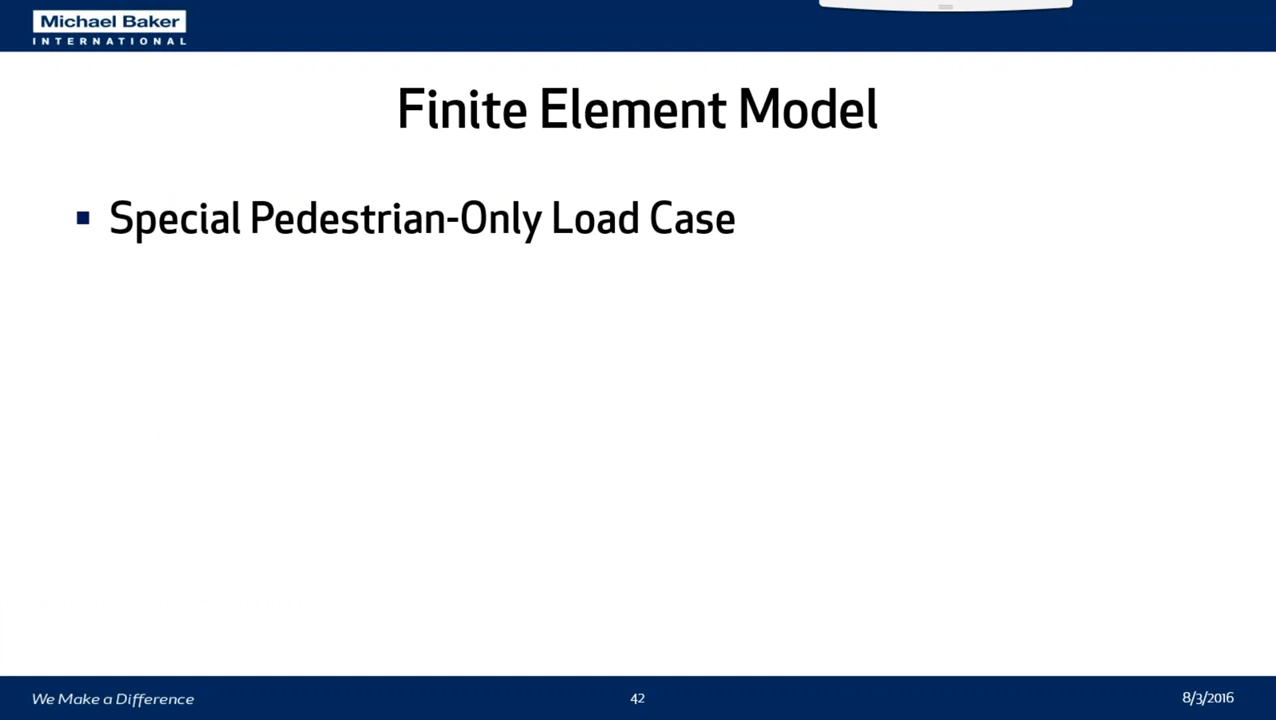 Michael Baker
INTERNATIONAL
Finite Element Model
▪ Special Pedestrian-Only Load Case
We Make a Difference
42
8/3/2016